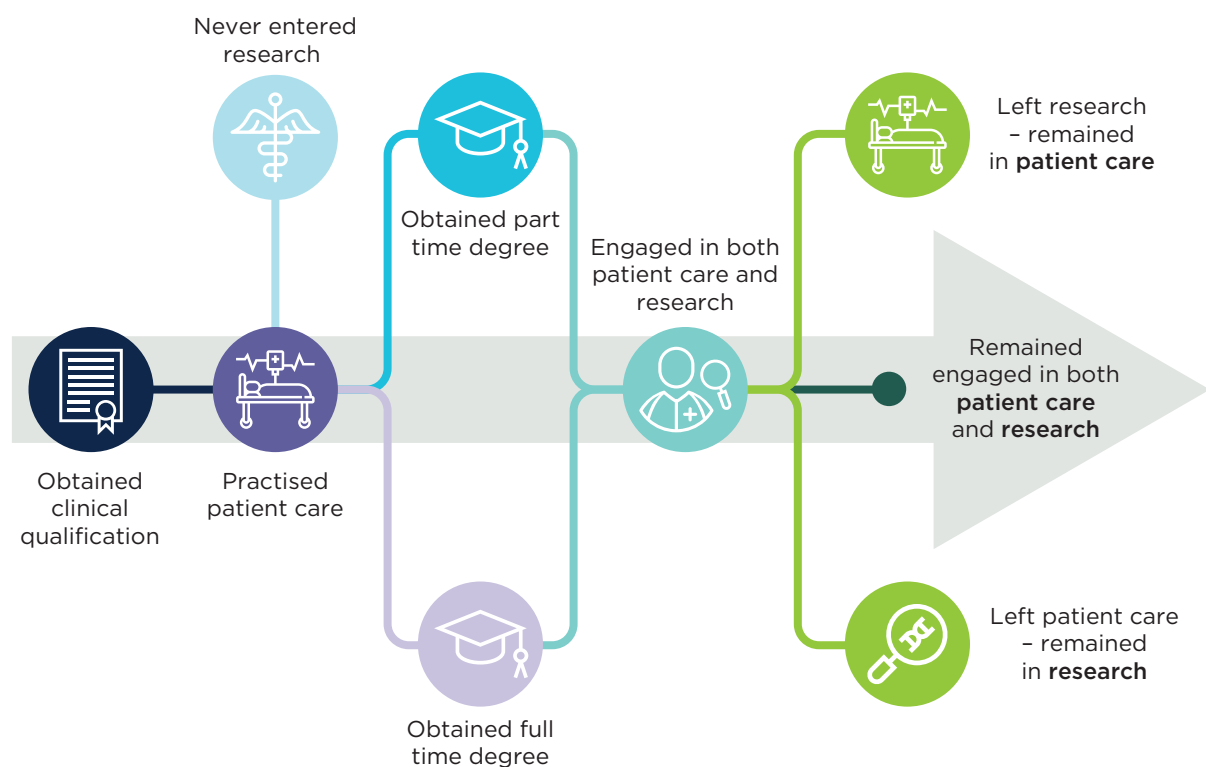 Never entered
research
Obtained part
time degree
Engaged in both
patient care and
research
Left research
– remained
in patient care
Remained
engaged in both
patient care
and research
Obtained
clinical
qualification
Practised
patient care
Obtained full
time degree
Left patient care
– remained
in research